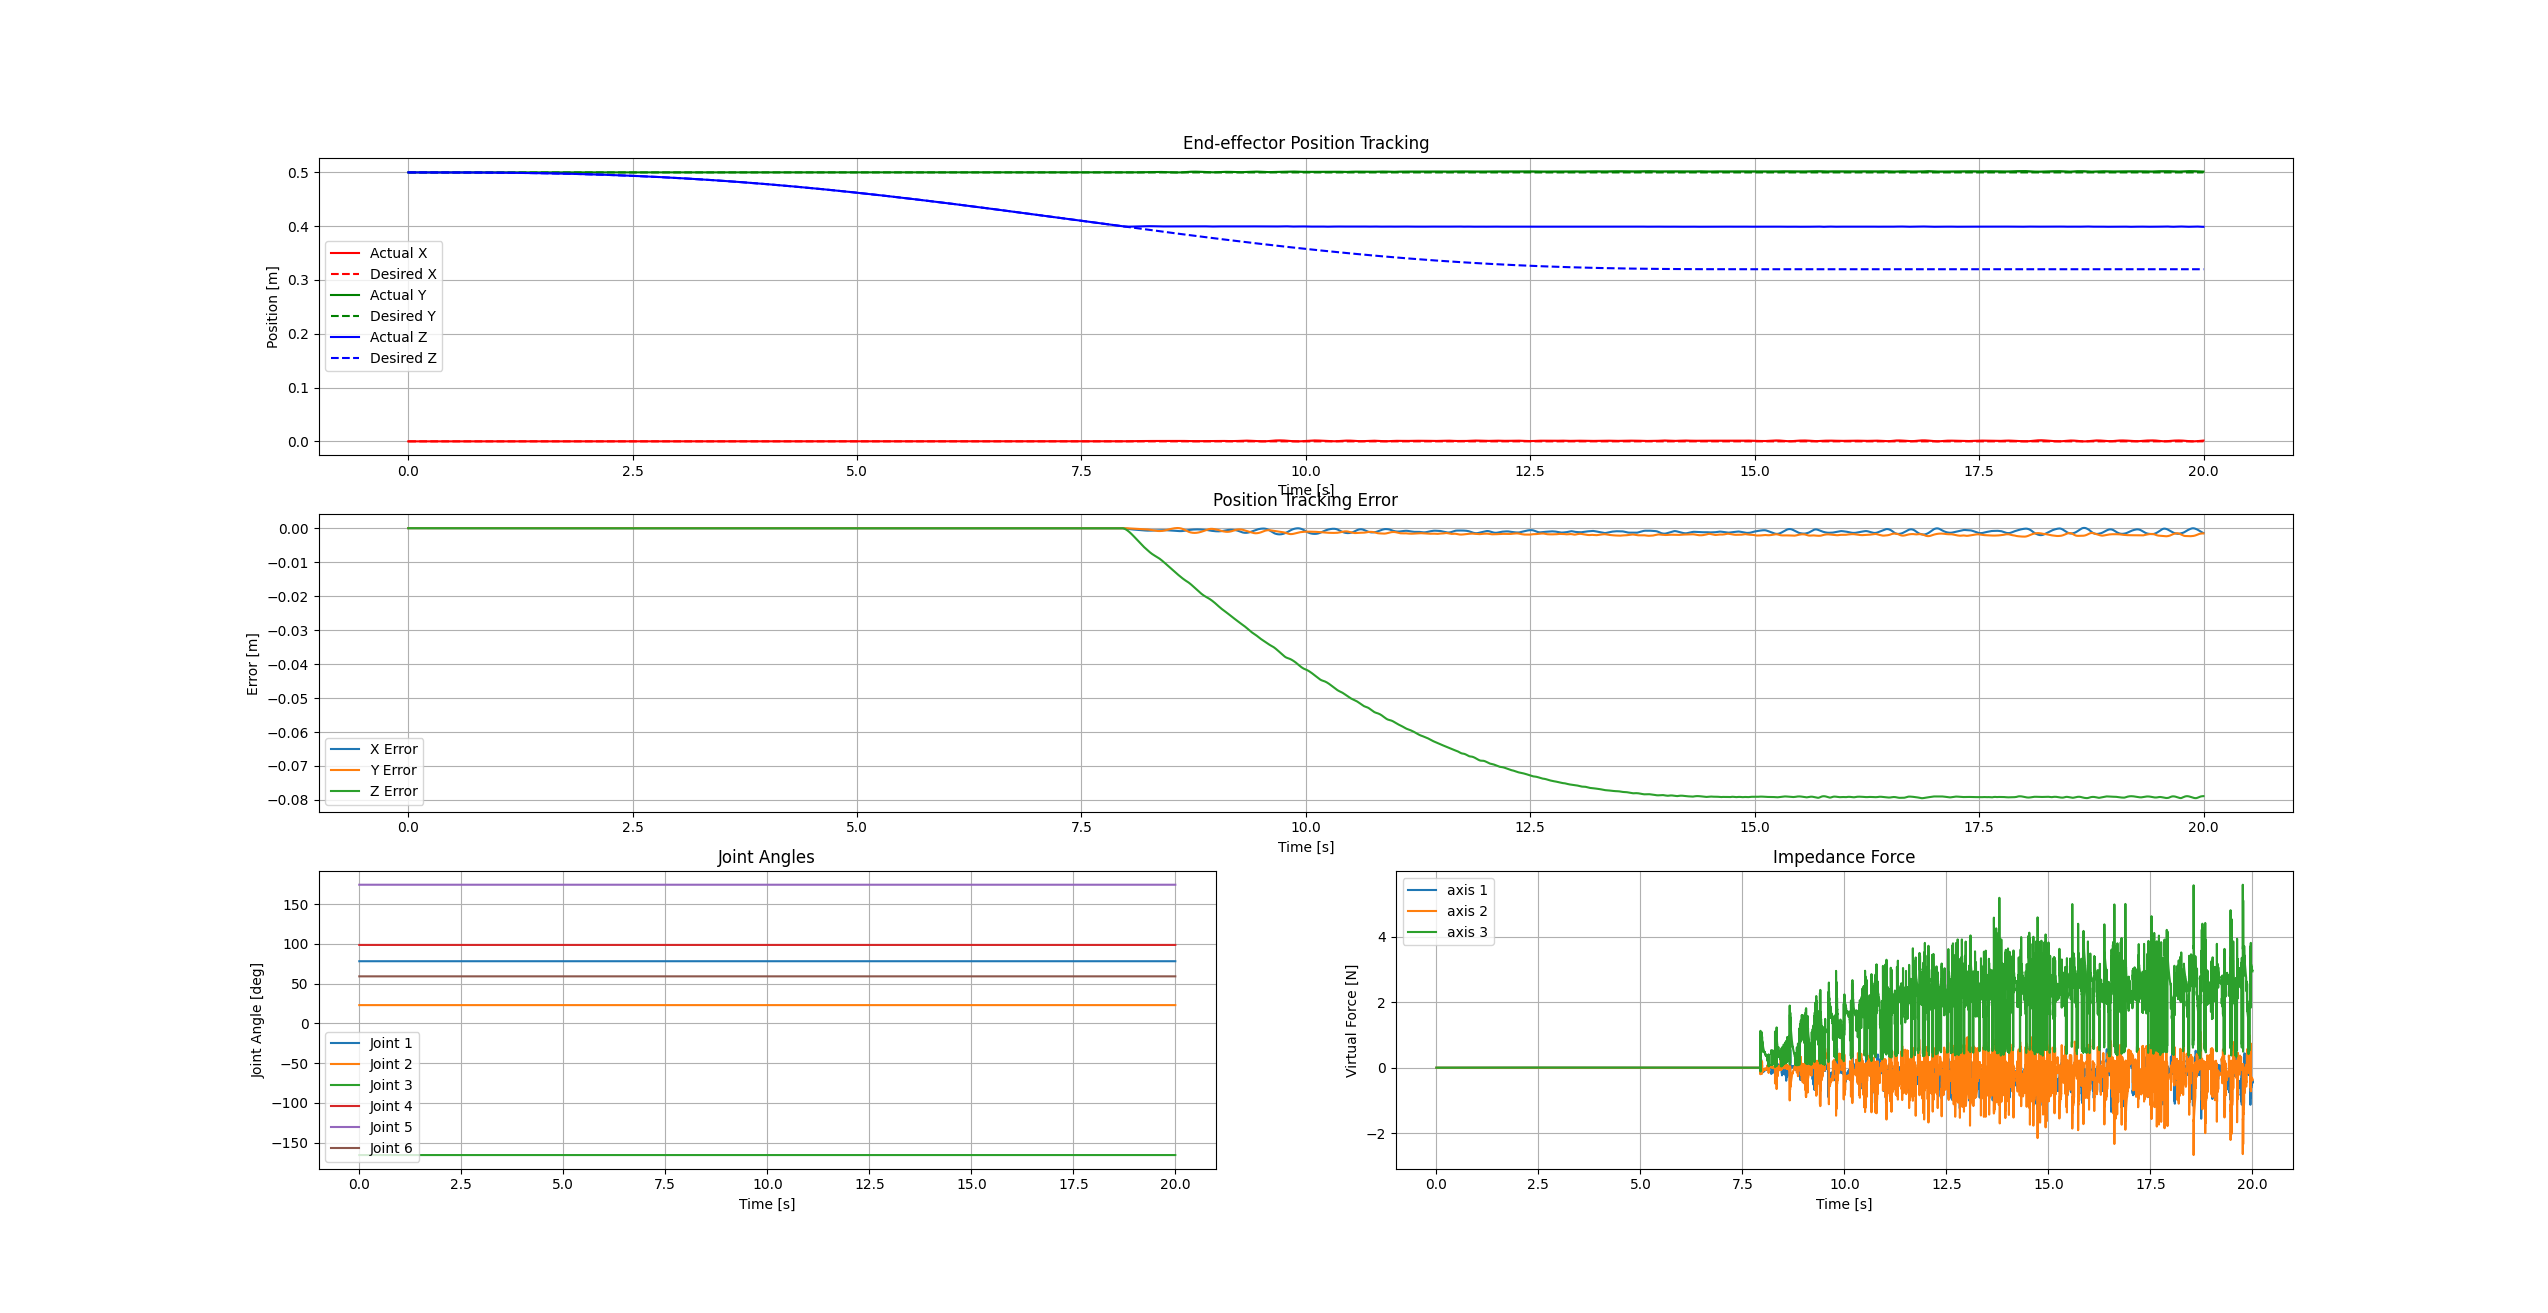 End-effector Position Tracking
Position [m]
0.5
0.4
0.3
0.2
0.1
0.0
Actual X
Desired X
Actual Y
Desired Y
Actual Z
Desired Z
0.0 2.5 5.0 7.5 10.0 12.5 15.0 17.5 20.0
Time [s]
Position Tracking Error
Error [m]
0.00
−0.01
−0.02
−0.03
−0.04
−0.05
−0.06
−0.07
−0.08
X Error
Y Error
Z Error
0.0 2.5 5.0 7.5 10.0 12.5 15.0 17.5 20.0
Time [s]
Joint Angles
Joint Angle [deg]
150
100
50
0
−50
−100
−150
Joint 1
Joint 2
Joint 3
Joint 4
Joint 5
Joint 6
0.0 2.5 5.0 7.5 10.0 12.5 15.0 17.5 20.0
Time [s]
Impedance Force
Virtual Force [N]
4
2
0
−2
axis 1
axis 2
axis 3
0.0 2.5 5.0 7.5 10.0 12.5 15.0 17.5 20.0
Time [s]